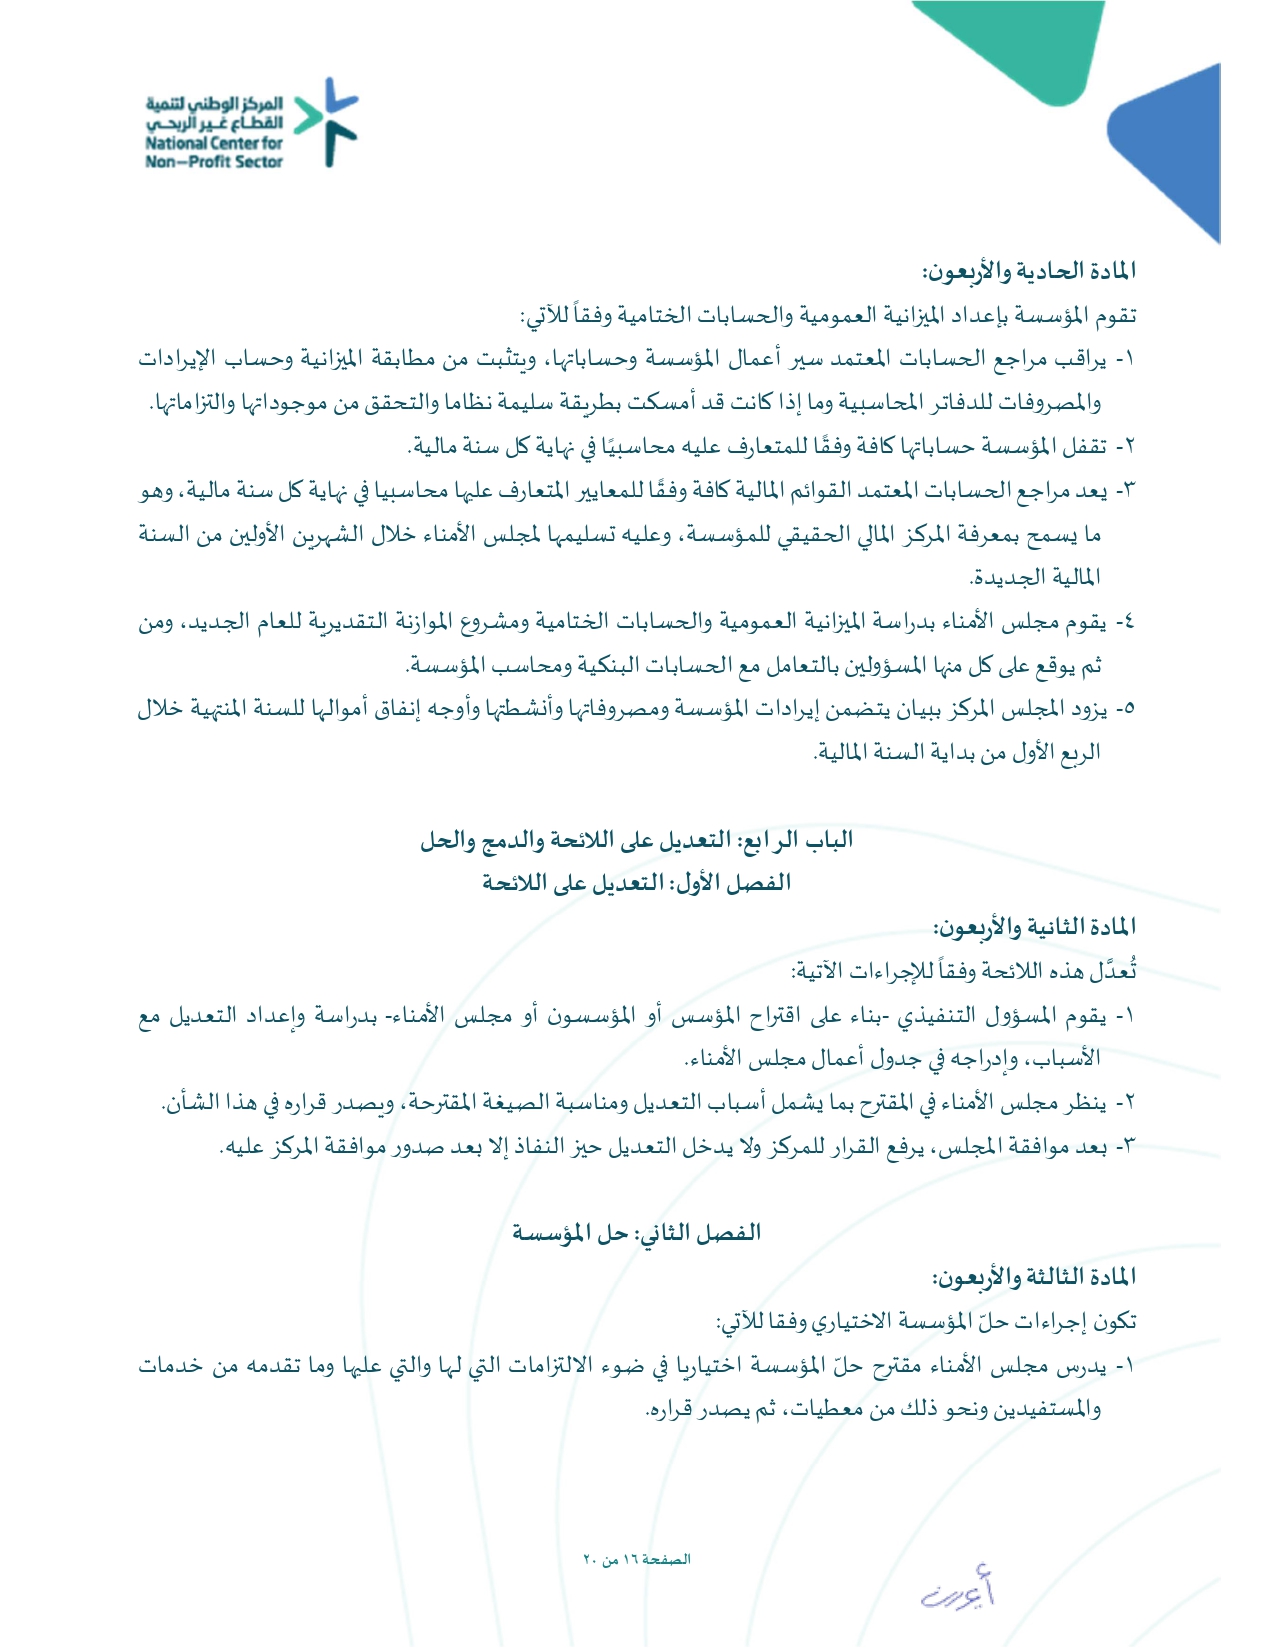 المركز الوطني لتنمية
القطاع غير الربحي
National Center for
Non–Profit Sector
المادة الحادية والأربعون:
تقوم المؤسسة بإعداد الميزانية العمومية والحسابات الختامية وفقاً للآتي:
١- يراقب مراجع الحسابات المعتمد سير أعمال المؤسسة وحساباتها، ويتثبت من مطابقة الميزانية وحساب الإيرادات
والمصروفات للدفاتر المحاسبية وما إذا كانت قد أمسكت بطريقة سليمة نظاما والتحقق من موجوداتها والتزاماتها.
٢- تقفل المؤسسة حساباتها كافة وفقًا للمتعارف عليه محاسبيًا في نهاية كل سنة مالية.
٣- يعد مراجع الحسابات المعتمد القوائم المالية كافة وفقًا للمعايير المتعارف عليها محاسبيا في نهاية كل سنة مالية، وهو
ما يسمح بمعرفة المركز المالي الحقيقي للمؤسسة، وعليه تسليمها لمجلس الأمناء خلال الشهرين الأولين من السنة
المالية الجديدة.
٤- يقوم مجلس الأمناء بدراسة الميزانية العمومية والحسابات الختامية ومشروع الموازنة التقديرية للعام الجديد، ومن
ثم يوقع على كل منها المسؤولين بالتعامل مع الحسابات البنكية ومحاسب المؤسسة.
٥- يزود المجلس المركز ببيان يتضمن إيرادات المؤسسة ومصروفاتها وأنشطتها وأوجه إنفاق أموالها للسنة المنتهية خلال
الربع الأول من بداية السنة المالية.
الباب الرابع: التعديل على اللائحة والدمج والحل
الفصل الأول: التعديل على اللائحة
المادة الثانية والأربعون:
تُعدَّل هذه اللائحة وفقاً للإجراءات الآتية:
١- يقوم المسؤول التنفيذي -بناء على اقتراح المؤسس أو المؤسسون أو مجلس الأمناء- بدراسة وإعداد التعديل مع
الأسباب، وإدراجه في جدول أعمال مجلس الأمناء.
٢- ينظر مجلس الأمناء في المقترح بما يشمل أسباب التعديل ومناسبة الصيغة المقترحة، ويصدر قراره في هذا الشأن.
٣- بعد موافقة المجلس، يرفع القرار للمركز ولا يدخل التعديل حيز النفاذ إلا بعد صدور موافقة المركز عليه.
الفصل الثاني: حل المؤسسة
المادة الثالثة والأربعون:
تكون إجراءات حلّ المؤسسة الاختياري وفقا للآتي:
١- يدرس مجلس الأمناء مقترح حلّ المؤسسة اختياريا في ضوء الالتزامات التي لها والتي عليها وما تقدمه من خدمات
والمستفيدين ونحو ذلك من معطيات، ثم يصدر قراره.
الصفحة ١٦ من ٢٠